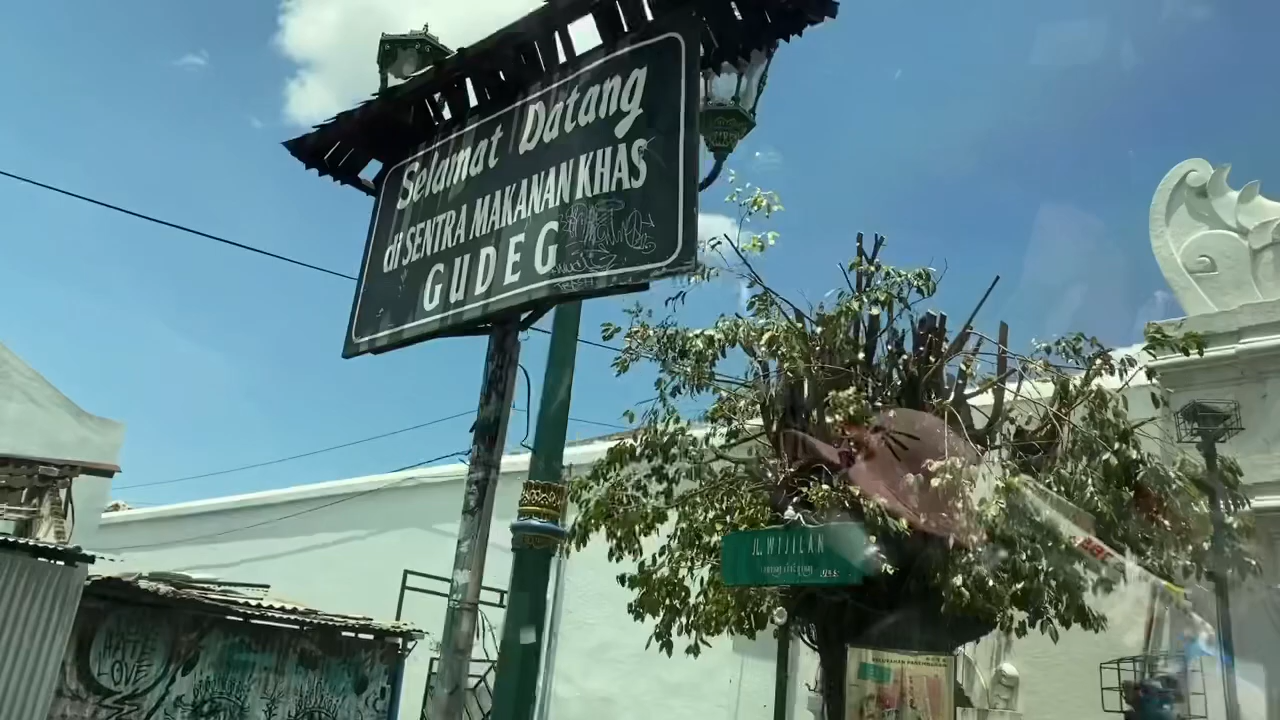 Selamat Datang
di SENTRA MAKANAN KHAS
GUDEG
JL. WIJILAN
HATE
LOVE